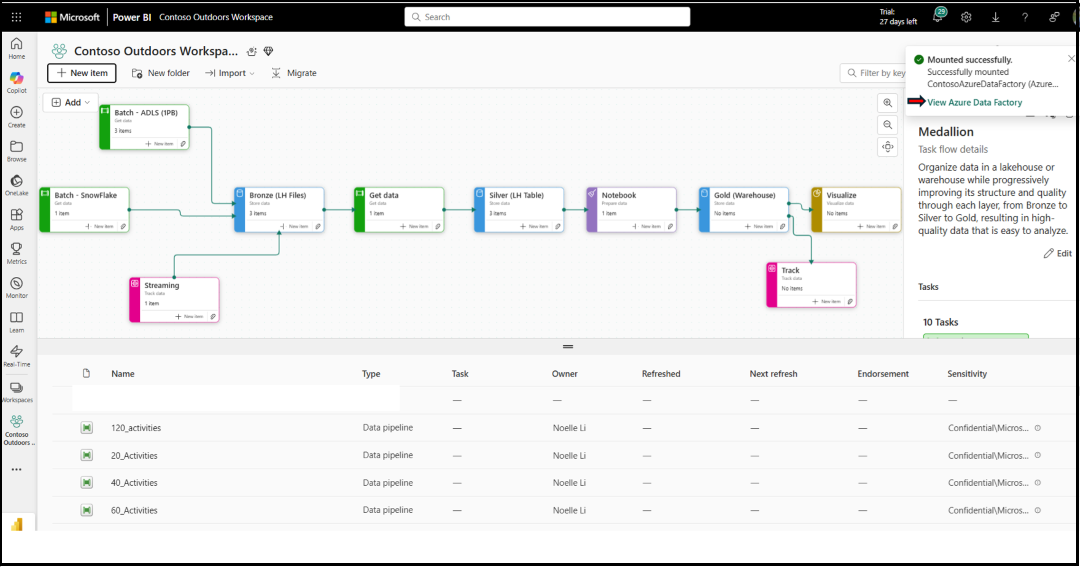 Microsoft Power BI Contoso Outdoors Workspace
Search
Trial:
27 days left
29
?
Home
Copilot
Create
Browse
OneLake
Apps
Metrics
Monitor
Learn
Real-Time
Workspaces
Contoso
Outdoors ..
Contoso Outdoors Workspa...
New item
New folder
Import
Migrate
Filter by key
Add
Batch - ADLS (1PB)
Get data
3 items
New item
Batch - SnowFlake
Get data
1 item
New item
Bronze (LH Files)
Store data
3 items
New item
Get data
Get data
1 item
New item
Silver (LH Table)
Store data
3 items
New item
Notebook
Prepare data
1 item
New item
Gold (Warehouse)
Store data
No items
New item
Visualize
Visualize data
No items
New item
Streaming
Track data
1 item
New item
Track
Track data
No items
New item
Mounted successfully.
Successfully mounted
ContosoAzureDataFactory (Azure...
View Azure Data Factory
Medallion
Task flow details
Organize data in a lakehouse or
warehouse while progressively
improving its structure and quality
through each layer, from Bronze to
Silver to Gold, resulting in high-
quality data that is easy to analyze.
Edit
Tasks
10 Tasks
Name Type Task Owner Refreshed Next refresh Endorsement Sensitivity
— — — — — —
120_activities Data pipeline — Noelle Li — — — Confidential\Micros...
20_Activities Data pipeline — Noelle Li — — — Confidential\Micros...
40_Activities Data pipeline — Noelle Li — — — Confidential\Micros...
60_Activities Data pipeline — Noelle Li — — — Confidential\Micros...